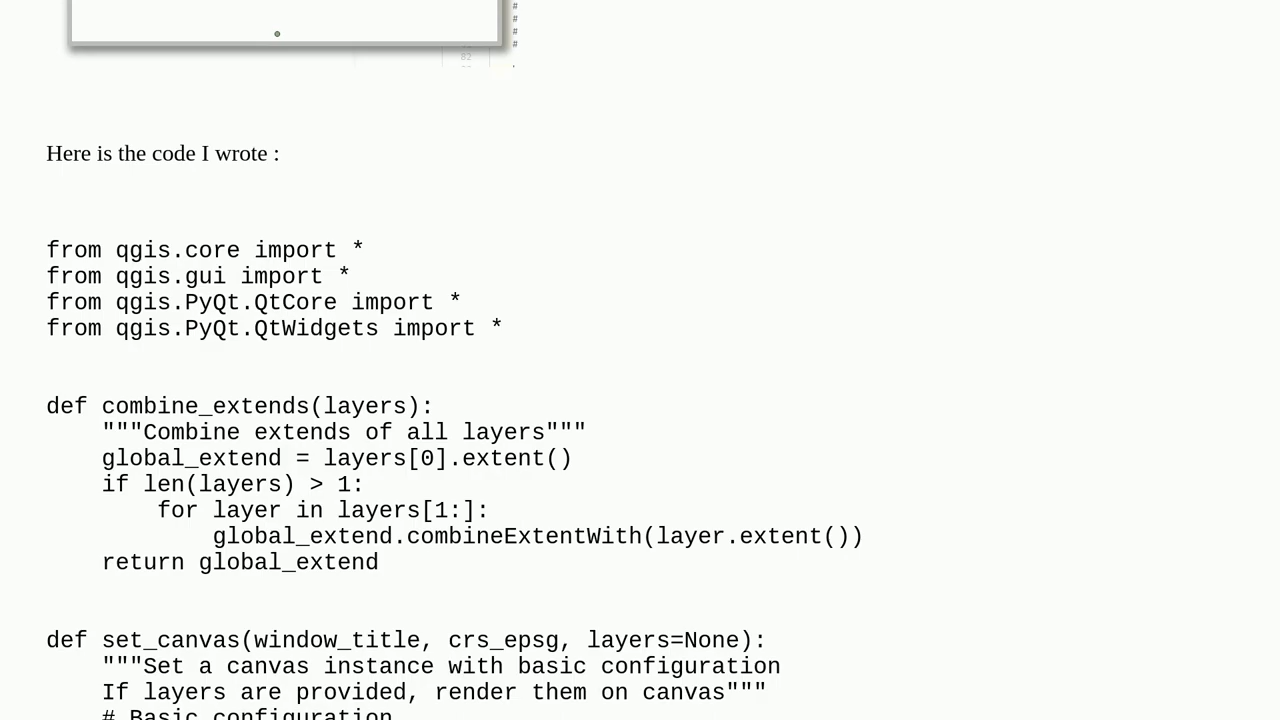 #
#
#
#
82
Here is the code I wrote :
from qgis.core import *
from qgis.gui import *
from qgis.PyQt.QtCore import *
from qgis.PyQt.QtWidgets import *
def combine_extends(layers):
    """Combine extends of all layers"""
    global_extend = layers[0].extent()
    if len(layers) > 1:
        for layer in layers[1:]:
            global_extend.combineExtentWith(layer.extent())
    return global_extend
def set_canvas(window_title, crs_epsg, layers=None):
    """Set a canvas instance with basic configuration
    If layers are provided, render them on canvas"""
    # Basic configuration